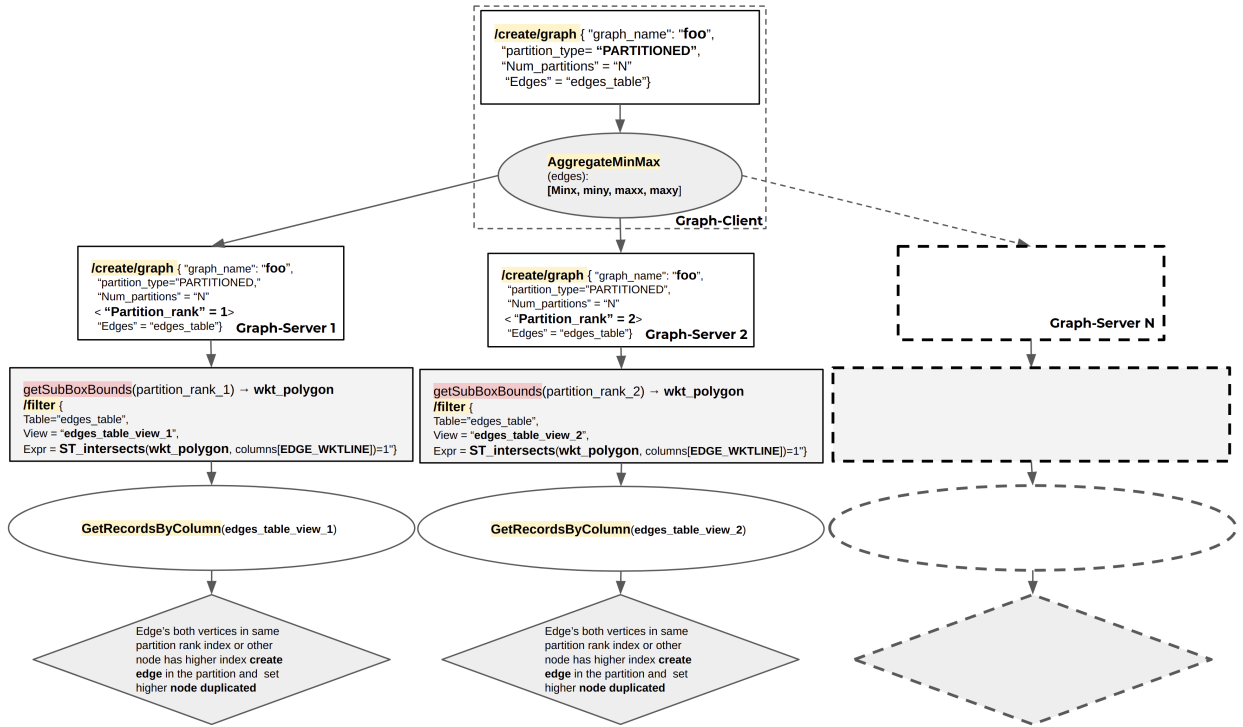 /create/graph { "graph_name": "foo",
“partition_type= “PARTITIONED”,
“Num_partitions” = “N”
“Edges” = “edges_table”}
AggregateMinMax
(edges):
[Minx, miny, maxx, maxy]
Graph-Client
/create/graph { "graph_name": "foo",
“partition_type=”PARTITIONED,”
“Num_partitions” = “N”
< “Partition_rank” = 1>
“Edges” = “edges_table”}
Graph-Server 1
/create/graph { "graph_name": "foo",
“partition_type=”PARTITIONED”,
“Num_partitions” = “N”
< “Partition_rank” = 2>
“Edges” = “edges_table”}
Graph-Server 2
Graph-Server N
getSubBoxBounds(partition_rank_1) → wkt_polygon
/filter {
Table=”edges_table”,
View = “edges_table_view_1”,
Expr = ST_intersects(wkt_polygon, columns[EDGE_WKTLINE])=1”}
getSubBoxBounds(partition_rank_2) → wkt_polygon
/filter {
Table=”edges_table”,
View = “edges_table_view_2”,
Expr = ST_intersects(wkt_polygon, columns[EDGE_WKTLINE])=1”}
GetRecordsByColumn(edges_table_view_1)
GetRecordsByColumn(edges_table_view_2)
Edge’s both vertices in same
partition rank index or other
node has higher index create
edge in the partition and set
higher node duplicated
Edge’s both vertices in same
partition rank index or other
node has higher index create
edge in the partition and set
higher node duplicated